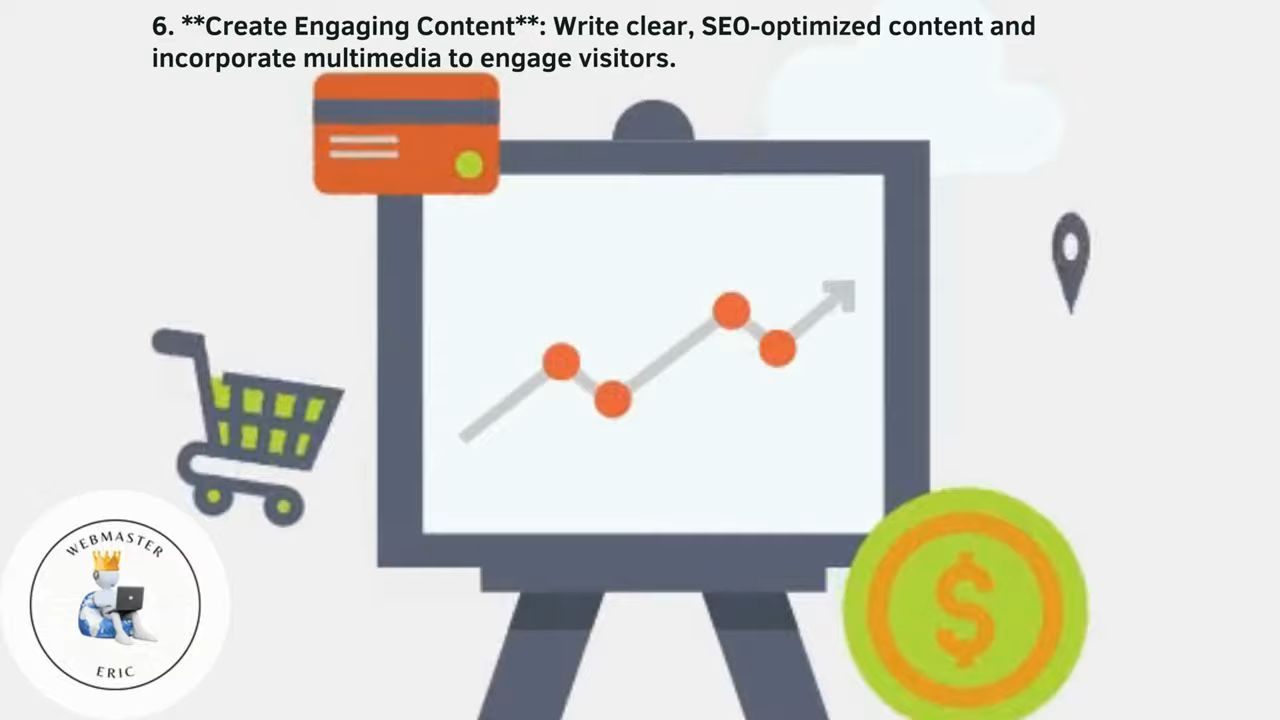 6. **Create Engaging Content**: Write clear, SEO-optimized content and
incorporate multimedia to engage visitors.
$
WEBMASTER
ERIC